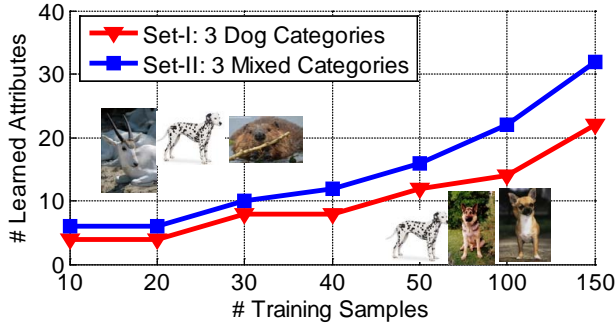 40
30
20
10
0
# Learned Attributes
Set-I: 3 Dog Categories
Set-II: 3 Mixed Categories
10 20 30 40 50 100 150
# Training Samples